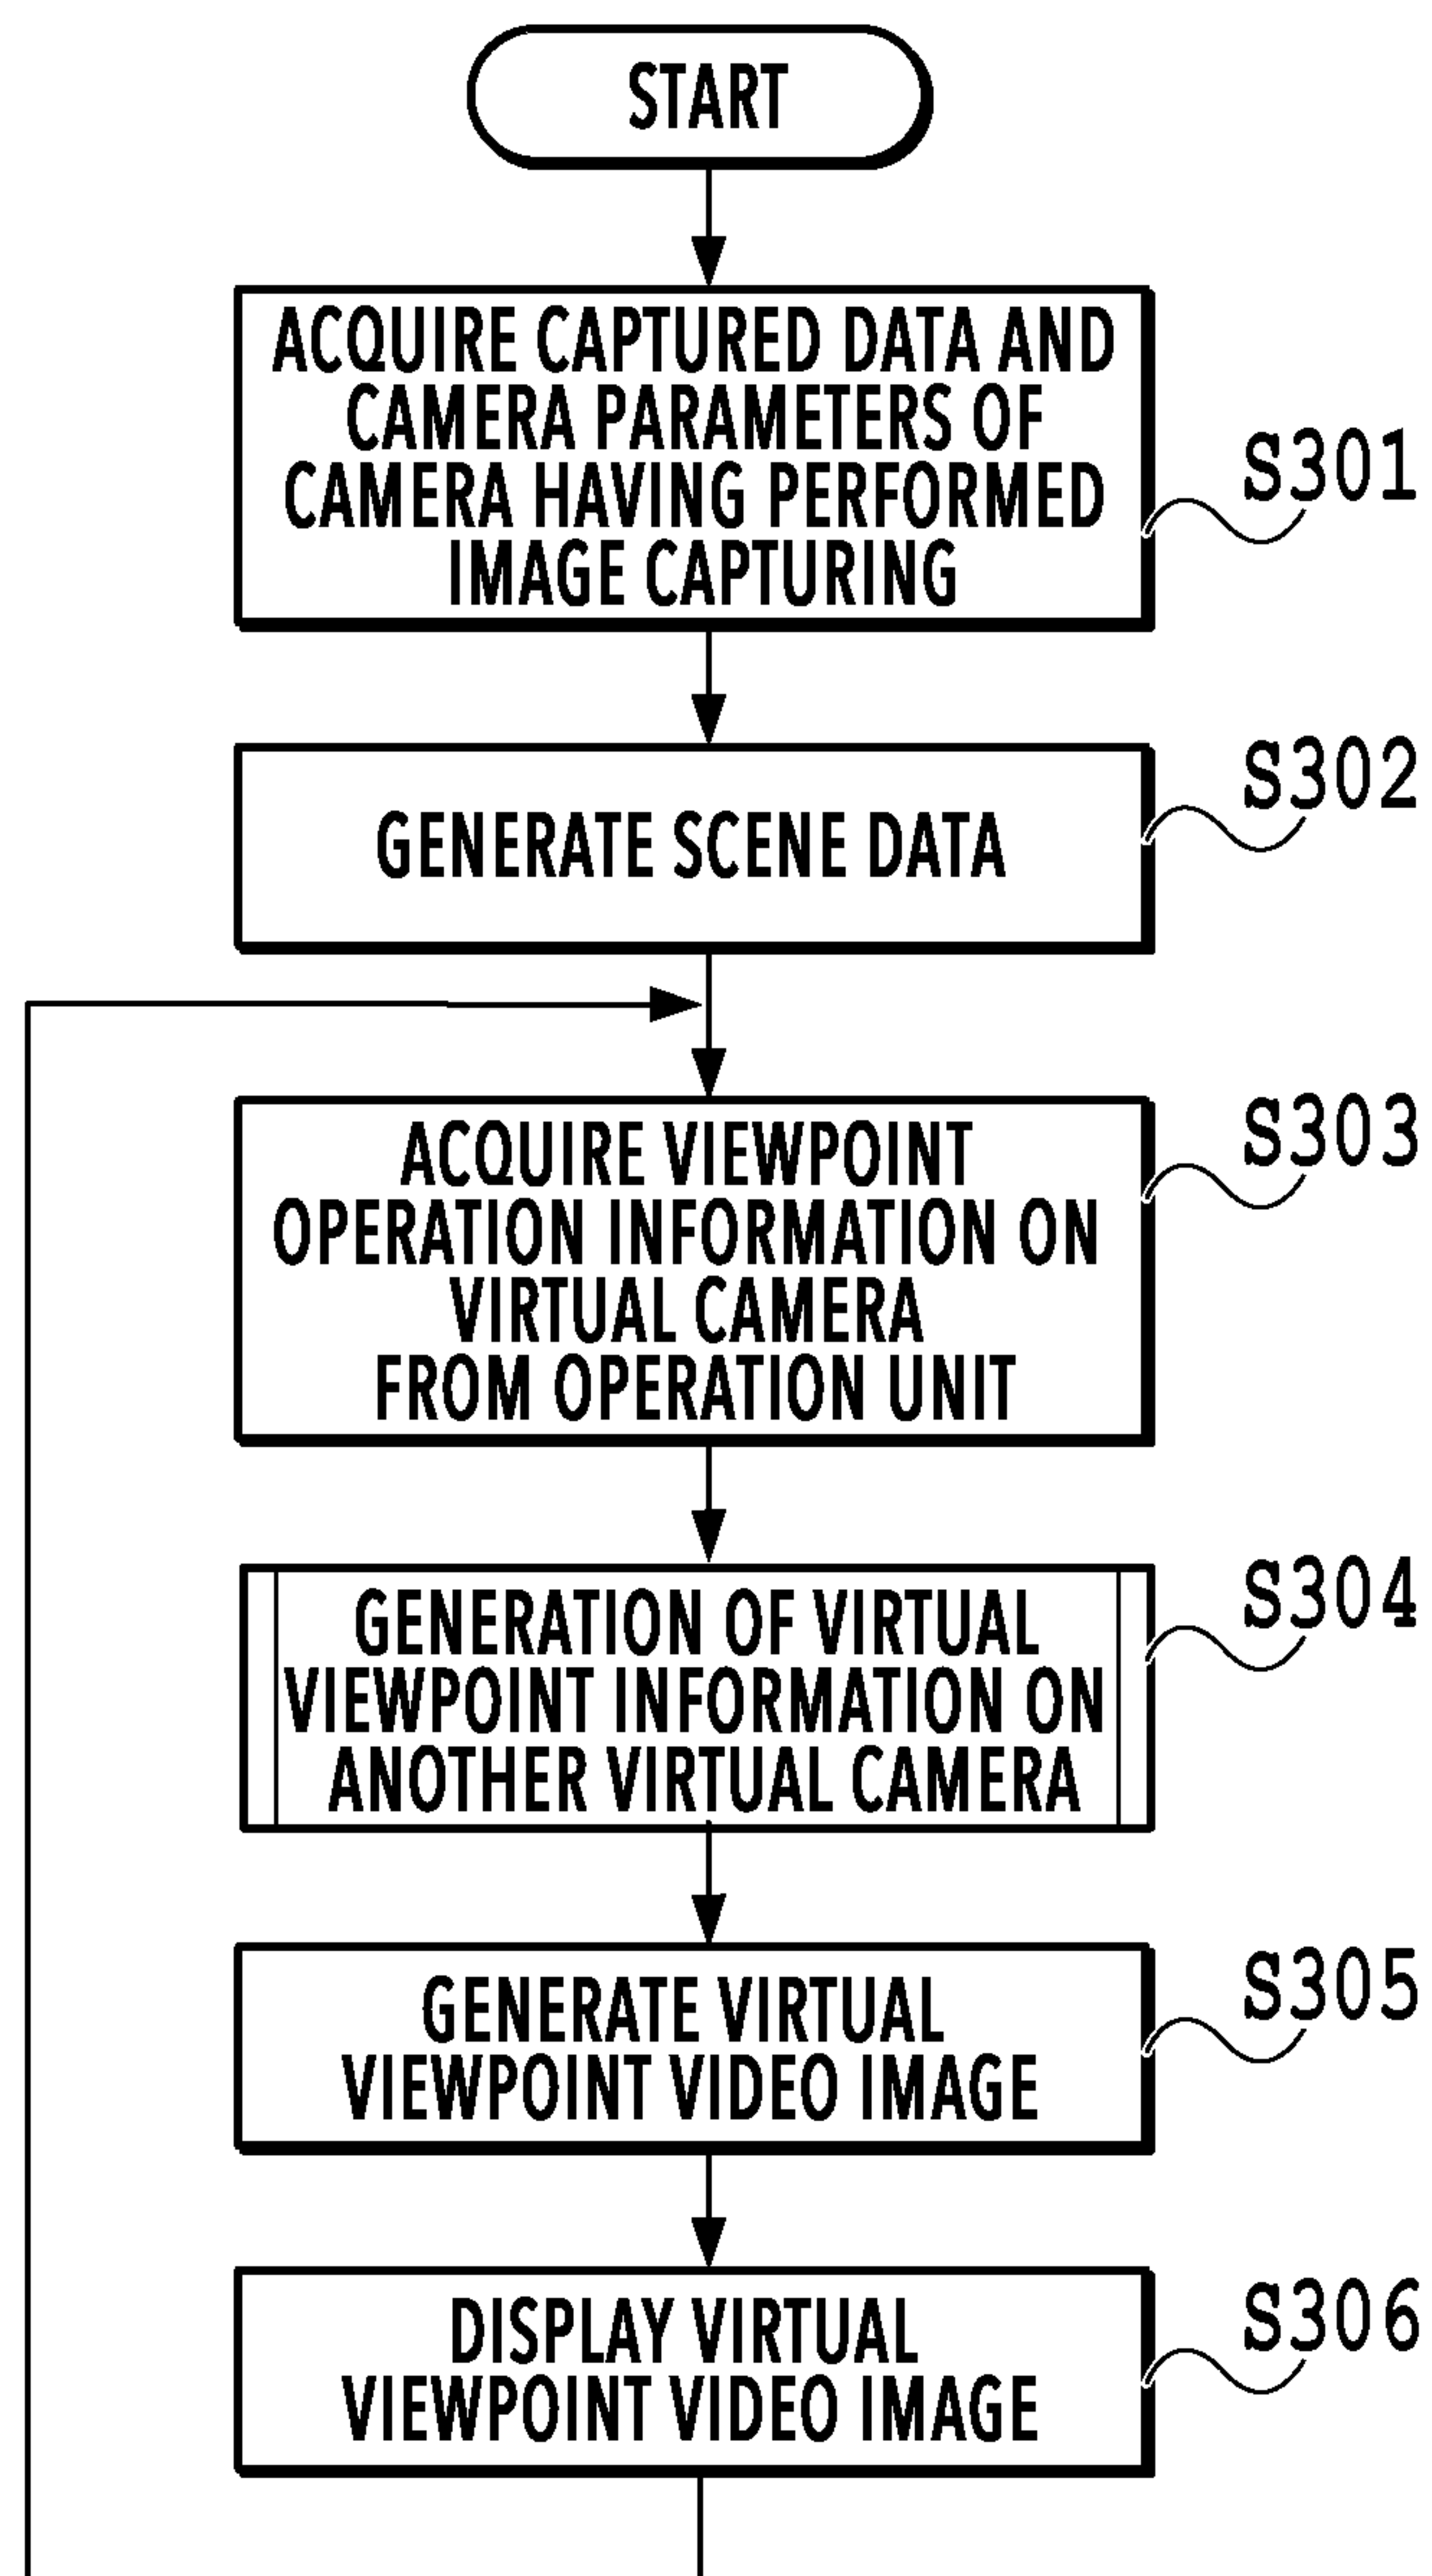 START
ACQUIRE CAPTURED DATA AND
CAMERA PARAMETERS OF
CAMERA HAVING PERFORMED
IMAGE CAPTURING
S301
GENERATE SCENE DATA
S302
ACQUIRE VIEWPOINT
OPERATION INFORMATION ON
VIRTUAL CAMERA
FROM OPERATION UNIT
S303
GENERATION OF VIRTUAL
VIEWPOINT INFORMATION ON
ANOTHER VIRTUAL CAMERA
S304
GENERATE VIRTUAL
VIEWPOINT VIDEO IMAGE
S305
DISPLAY VIRTUAL
VIEWPOINT VIDEO IMAGE
S306